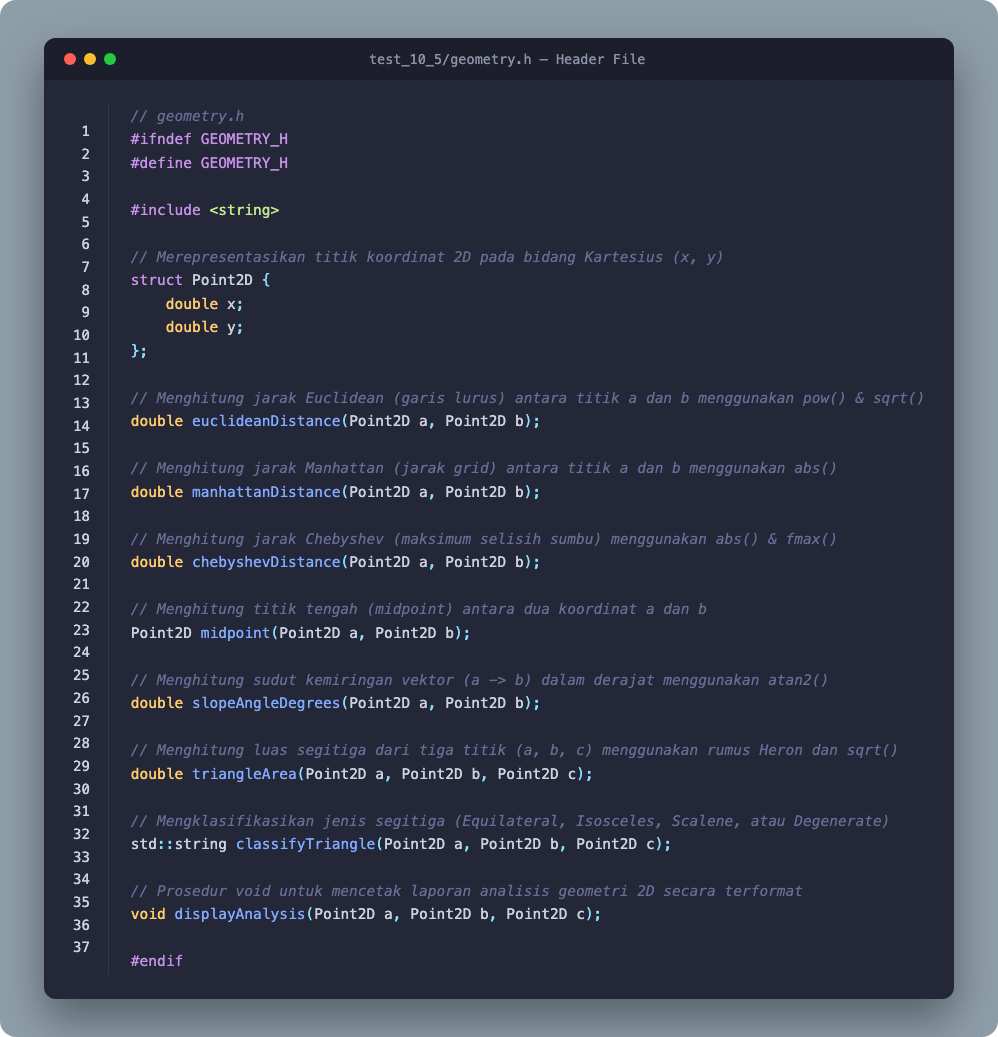 test_10_5/geometry.h — Header File
1
2
3
4
5
6
7
8
9
10
11
12
13
14
15
16
17
18
19
20
21
22
23
24
25
26
27
28
29
30
31
32
33
34
35
36
37
// geometry.h
#ifndef GEOMETRY_H
#define GEOMETRY_H

#include <string>

// Merepresentasikan titik koordinat 2D pada bidang Kartesius (x, y)
struct Point2D {
    double x;
    double y;
};

// Menghitung jarak Euclidean (garis lurus) antara titik a dan b menggunakan pow() & sqrt()
double euclideanDistance(Point2D a, Point2D b);

// Menghitung jarak Manhattan (jarak grid) antara titik a dan b menggunakan abs()
double manhattanDistance(Point2D a, Point2D b);

// Menghitung jarak Chebyshev (maksimum selisih sumbu) menggunakan abs() & fmax()
double chebyshevDistance(Point2D a, Point2D b);

// Menghitung titik tengah (midpoint) antara dua koordinat a dan b
Point2D midpoint(Point2D a, Point2D b);

// Menghitung sudut kemiringan vektor (a -> b) dalam derajat menggunakan atan2()
double slopeAngleDegrees(Point2D a, Point2D b);

// Menghitung luas segitiga dari tiga titik (a, b, c) menggunakan rumus Heron dan sqrt()
double triangleArea(Point2D a, Point2D b, Point2D c);

// Mengklasifikasikan jenis segitiga (Equilateral, Isosceles, Scalene, atau Degenerate)
std::string classifyTriangle(Point2D a, Point2D b, Point2D c);

// Prosedur void untuk mencetak laporan analisis geometri 2D secara terformat
void displayAnalysis(Point2D a, Point2D b, Point2D c);

#endif